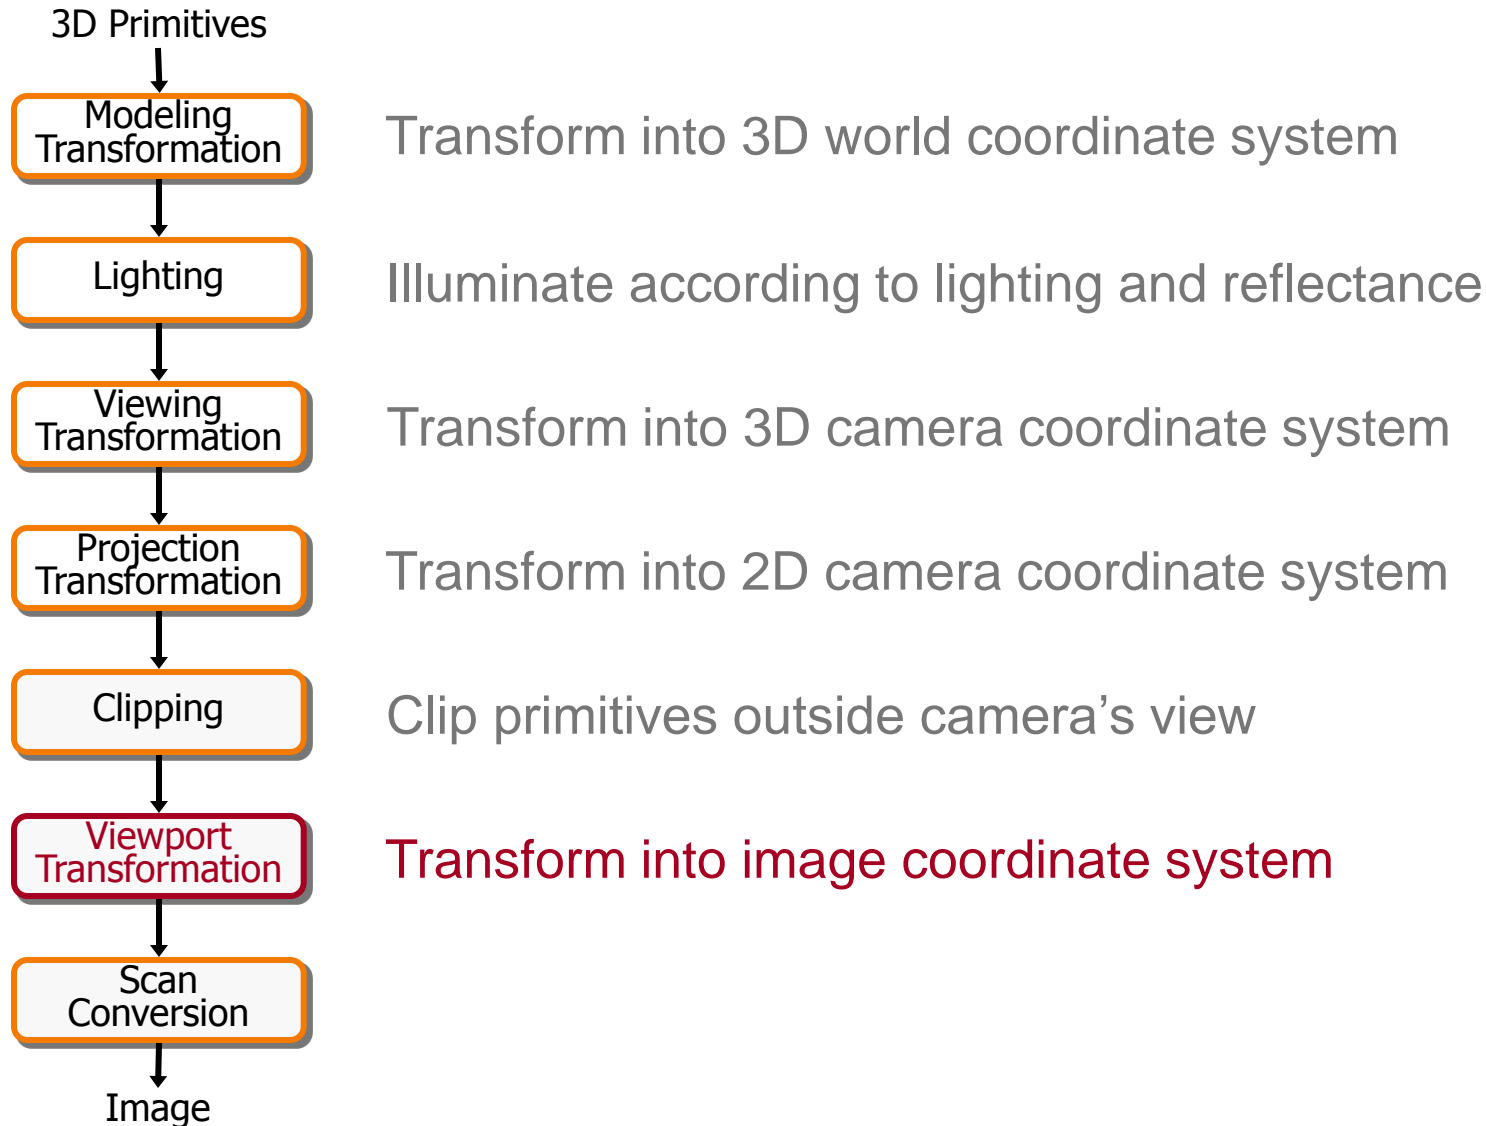 3D Primitives
Modeling
Transformation
Transform into 3D world coordinate system
Lighting
Illuminate according to lighting and reflectance
Viewing
Transformation
Transform into 3D camera coordinate system
Projection
Transformation
Transform into 2D camera coordinate system
Clipping
Clip primitives outside camera’s view
Viewport
Transformation
Transform into image coordinate system
Scan
Conversion
Image